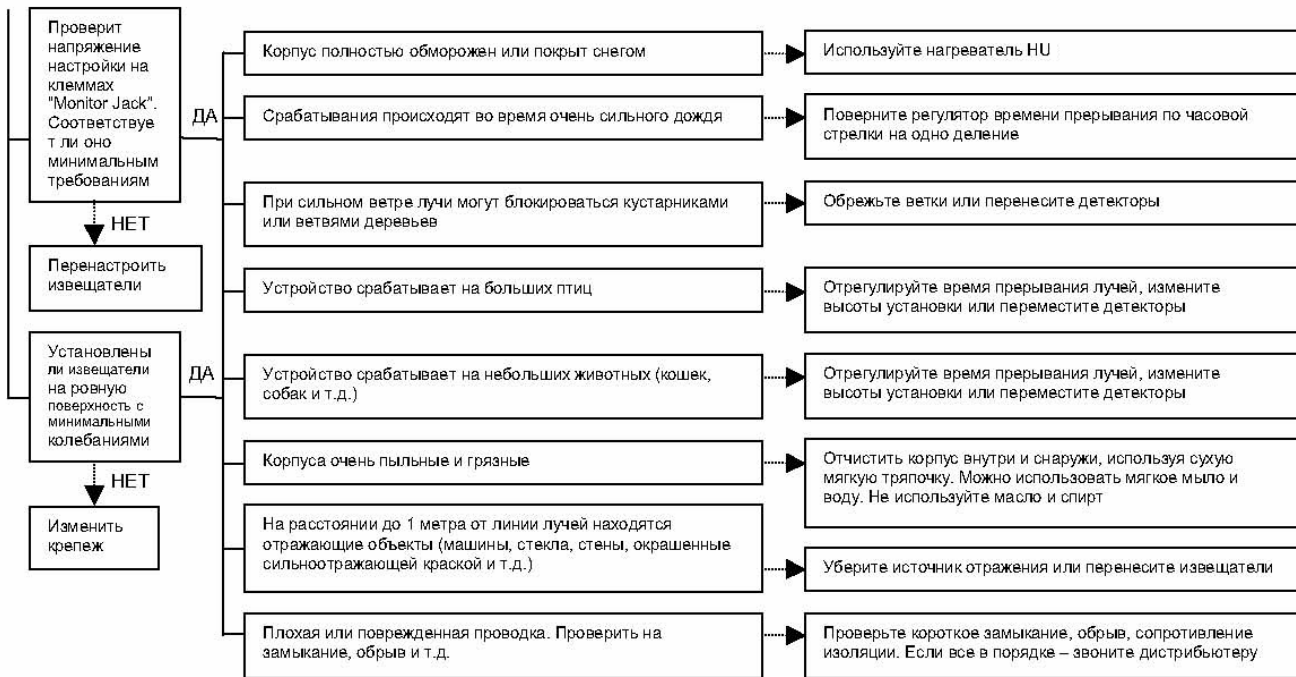 Проверит
напряжение
настройки на
клеммах
"Monitor Jack".
Соответствуе
т ли оно
минимальным
требованиям
ДА
НЕТ
Перенастроить
извещатели
Установлены
ли извещатели
на ровную
поверхность с
минимальными
колебаниями
ДА
НЕТ
Изменить
крепеж
Корпус полностью обморожен или покрыт снегом
Используйте нагреватель HU
Срабатывания происходят во время очень сильного дождя
Поверните регулятор времени прерывания по часовой
стрелки на одно деление
При сильном ветре лучи могут блокироваться кустарниками
или ветвями деревьев
Обрежьте ветки или перенесите детекторы
Устройство срабатывает на больших птиц
Отрегулируйте время прерывания лучей, измените
высоты установки или переместите детекторы
Устройство срабатывает на небольших животных (кошек,
собак и т.д.)
Отрегулируйте время прерывания лучей, измените
высоты установки или переместите детекторы
Корпуса очень пыльные и грязные
Отчистить корпус внутри и снаружи, используя сухую
мягкую тряпочку. Можно использовать мягкое мыло и
воду. Не используйте масло и спирт
На расстоянии до 1 метра от линии лучей находятся
отражающие объекты (машины, стекла, стены, окрашенные
сильноотражающей краской и т.д.)
Уберите источник отражения или перенесите извещатели
Плохая или поврежденная проводка. Проверить на
замыкание, обрыв и т.д.
Проверьте короткое замыкание, обрыв, сопротивление
изоляции. Если все в порядке – звоните дистрибьютеру